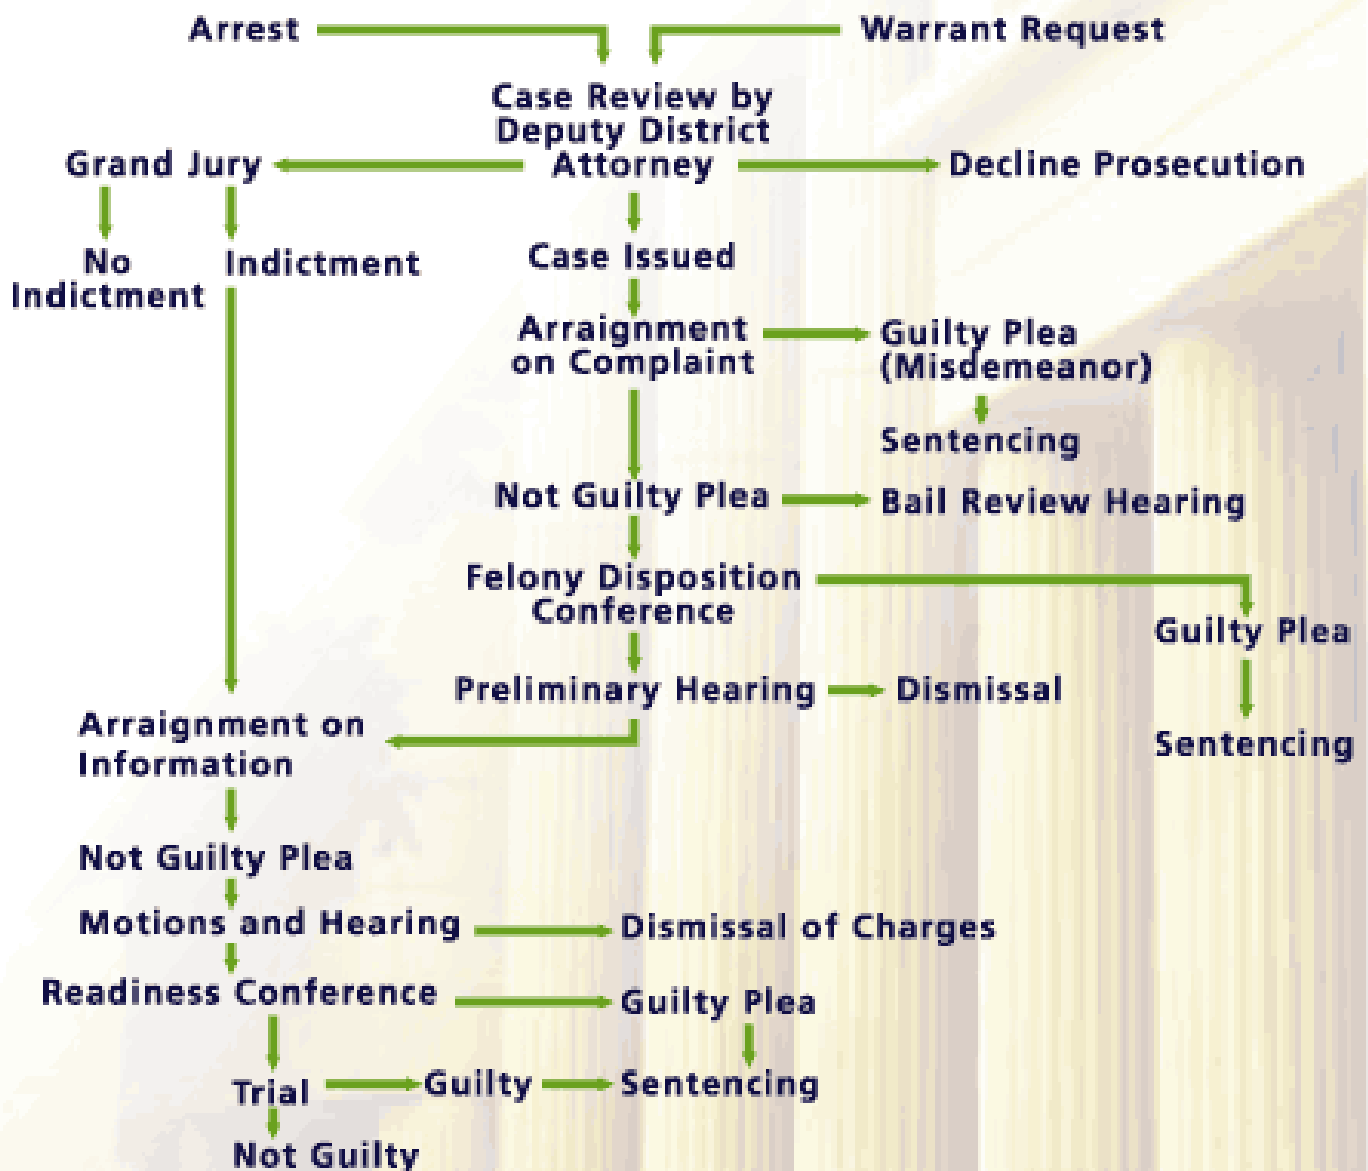 Arrest
Warrant Request
Case Review by
Deputy District
Attorney
Grand Jury
Decline Prosecution
No
Indictment
Indictment
Case Issued
Arraignment
on Complaint
Guilty Plea
(Misdemeanor)
Sentencing
Not Guilty Plea
Bail Review Hearing
Felony Disposition
Conference
Guilty Plea
Sentencing
Preliminary Hearing
Dismissal
Arraignment on
Information
Not Guilty Plea
Motions and Hearing
Dismissal of Charges
Readiness Conference
Guilty Plea
Trial
Guilty
Sentencing
Not Guilty